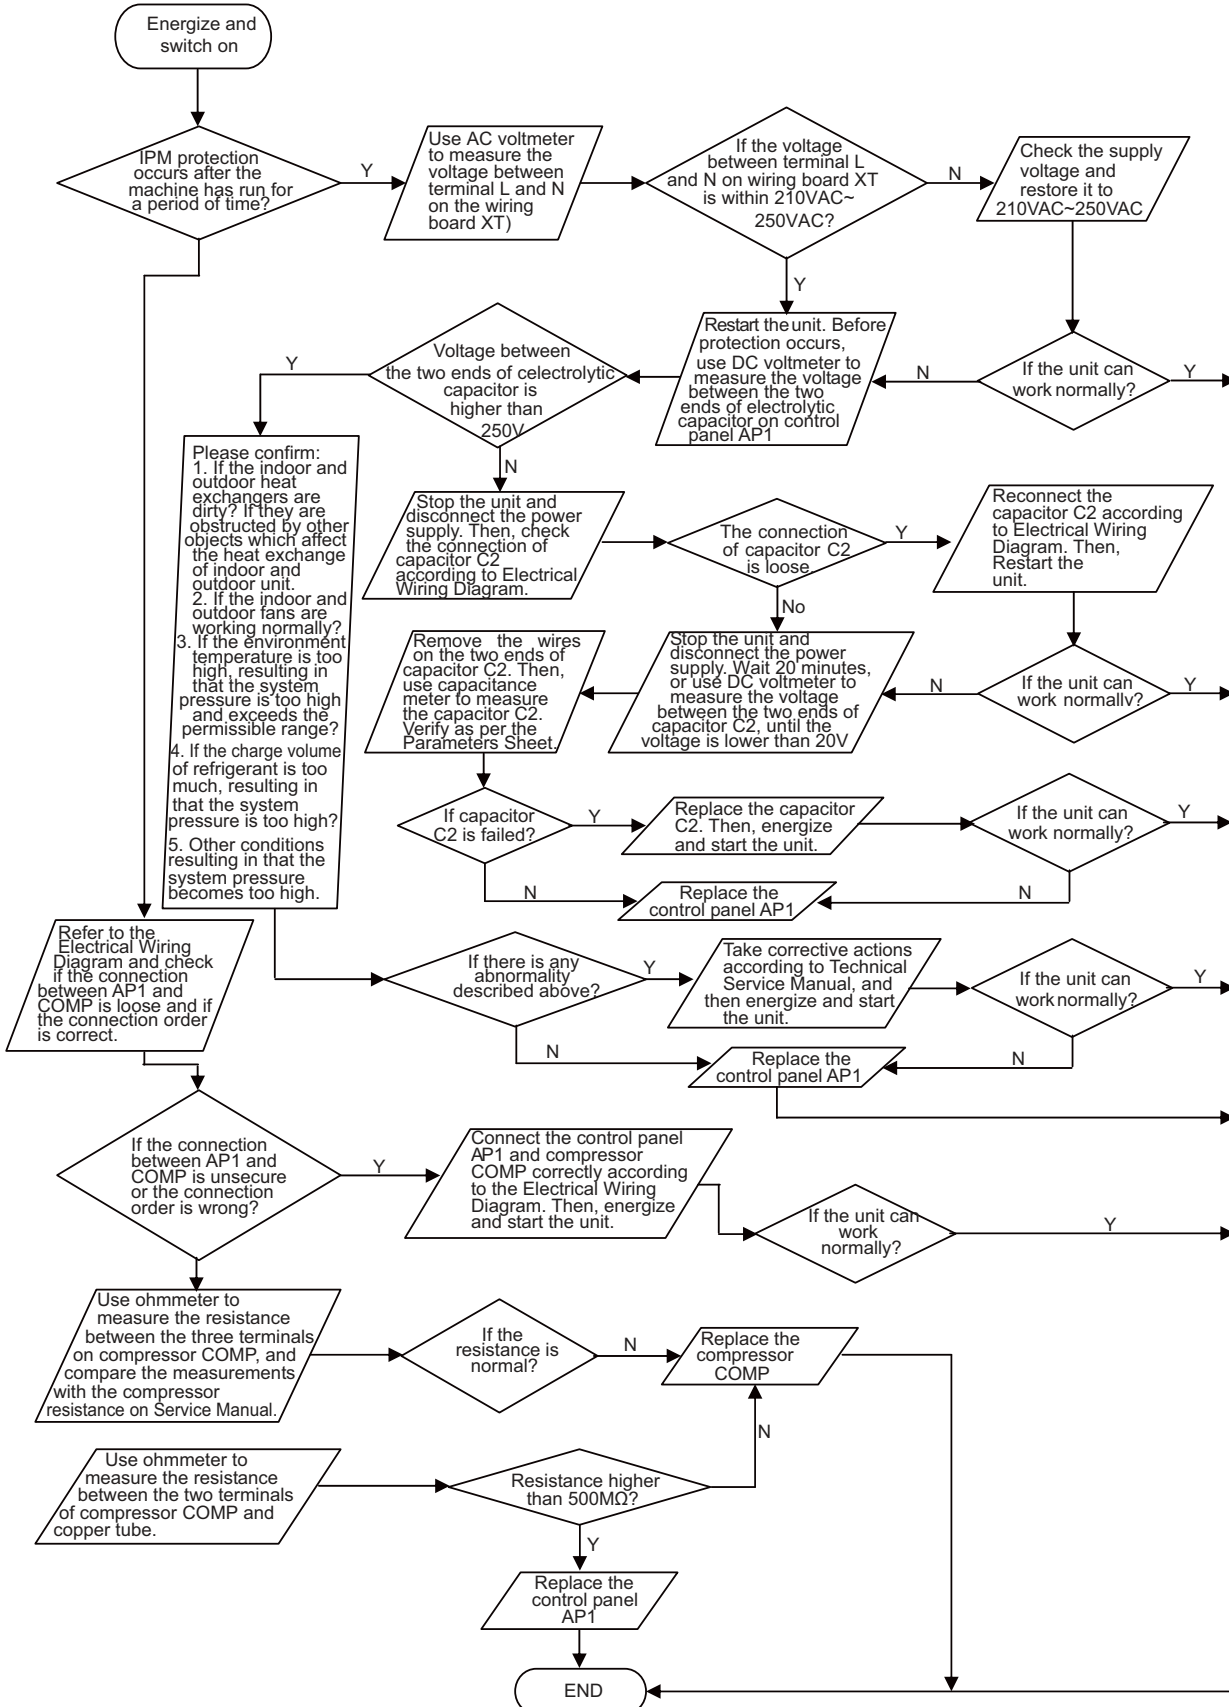 Energize and
switch on
IPM protection
occurs after the
machine has run for
a period of time?
Y
Use AC voltmeter
to measure the
voltage between
terminal L and N
on the wiring
board XT)
If the voltage
between terminal L
and N on wiring board XT
is within 210VAC~
250VAC?
N
Check the supply
voltage and
restore it to
210VAC~250VAC
Y
Restart the unit. Before
protection occurs,
use DC voltmeter to
measure the voltage
between the two
ends of electrolytic
capacitor on control
panel AP1
N
If the unit can
work normally?
Y
Y
Voltage between
the two ends of celectrolytic
capacitor is
higher than
250V
N
Please confirm:
1. If the indoor and
outdoor heat
exchangers are
dirty? If they are
obstructed by other
objects which affect
the heat exchange
of indoor and
outdoor unit.
2. If the indoor and
outdoor fans are
working normally?
3. If the environment
temperature is too
high, resulting in
that the system
pressure is too high
and exceeds the
permissible range?
4. If the charge volume
of refrigerant is too
much, resulting in
that the system
pressure is too high?
5. Other conditions
resulting in that the
system pressure
becomes too high.
Stop the unit and
disconnect the power
supply. Then, check
the connection of
capacitor C2
according to Electrical
Wiring Diagram.
The connection
of capacitor C2
is loose.
Y
Reconnect the
capacitor C2 according
to Electrical Wiring
Diagram. Then,
Restart the
unit.
No
Remove the wires
on the two ends of
capacitor C2. Then,
use capacitance
meter to measure
the capacitor C2.
Verify as per the
Parameters Sheet.
Stop the unit and
disconnect the power
supply. Wait 20 minutes,
or use DC voltmeter to
measure the voltage
between the two ends of
capacitor C2, until the
voltage is lower than 20V
N
If the unit can
work normallv?
Y
If capacitor
C2 is failed?
Y
Replace the capacitor
C2. Then, energize
and start the unit.
If the unit can
work normally?
Y
N
Replace the
control panel AP1
N
Refer to the
Electrical Wiring
Diagram and check
if the connection
between AP1 and
COMP is loose and if
the connection order
is correct.
If there is any
abnormality
described above?
Y
Take corrective actions
according to Technical
Service Manual, and
then energize and start
the unit.
If the unit can
work normally?
Y
N
Replace the
control panel AP1
N
If the connection
between AP1 and
COMP is unsecure
or the connection
order is wrong?
Y
Connect the control panel
AP1 and compressor
COMP correctly according
to the Electrical Wiring
Diagram. Then, energize
and start the unit.
If the unit can
work
normally?
Y
Use ohmmeter to
measure the resistance
between the three terminals
on compressor COMP, and
compare the measurements
with the compressor
resistance on Service Manual.
If the
resistance is
normal?
N
Replace the
compressor
COMP
N
Use ohmmeter to
measure the resistance
between the two terminals
of compressor COMP and
copper tube.
Resistance higher
than 500MΩ?
Y
Replace the
control panel
AP1
END